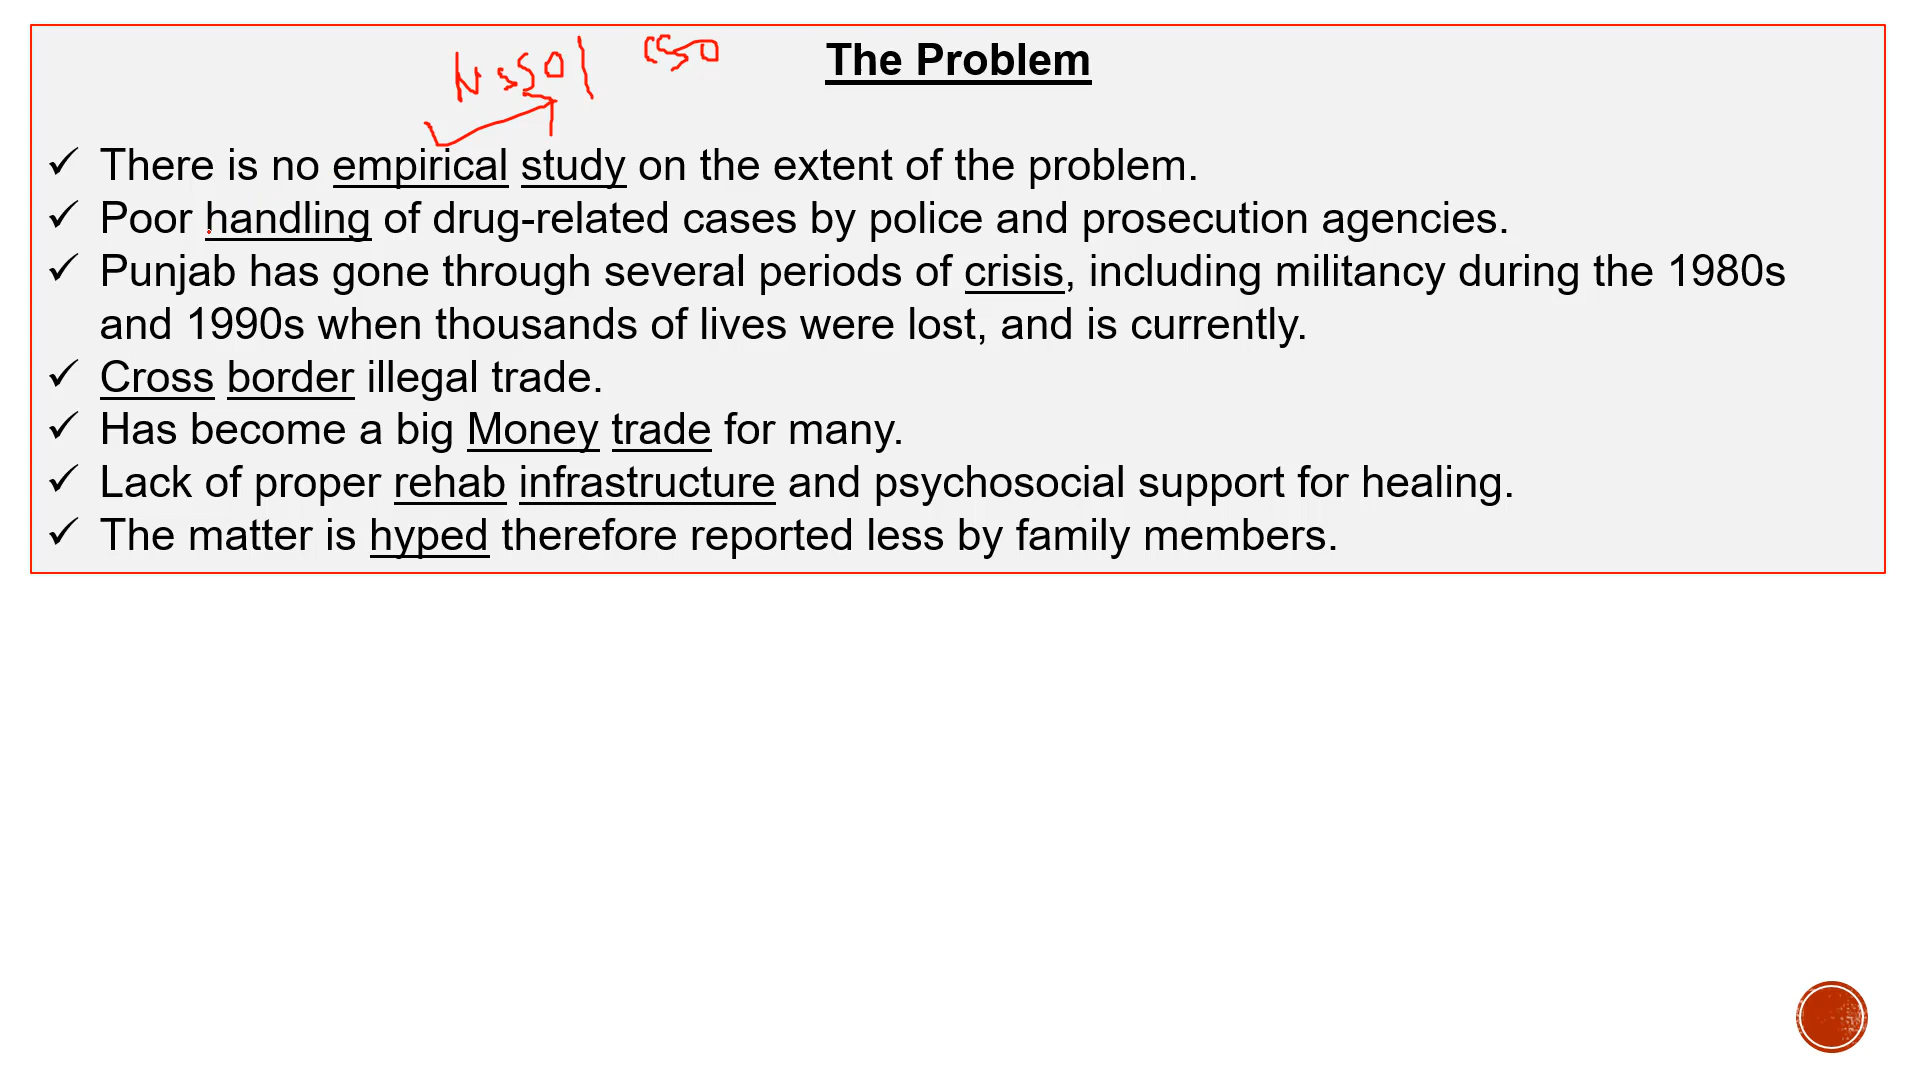 NSSO CSO
The Problem
✓ There is no empirical study on the extent of the problem.
✓ Poor handling of drug-related cases by police and prosecution agencies.
✓ Punjab has gone through several periods of crisis, including militancy during the 1980s
and 1990s when thousands of lives were lost, and is currently.
✓ Cross border illegal trade.
✓ Has become a big Money trade for many.
✓ Lack of proper rehab infrastructure and psychosocial support for healing.
✓ The matter is hyped therefore reported less by family members.